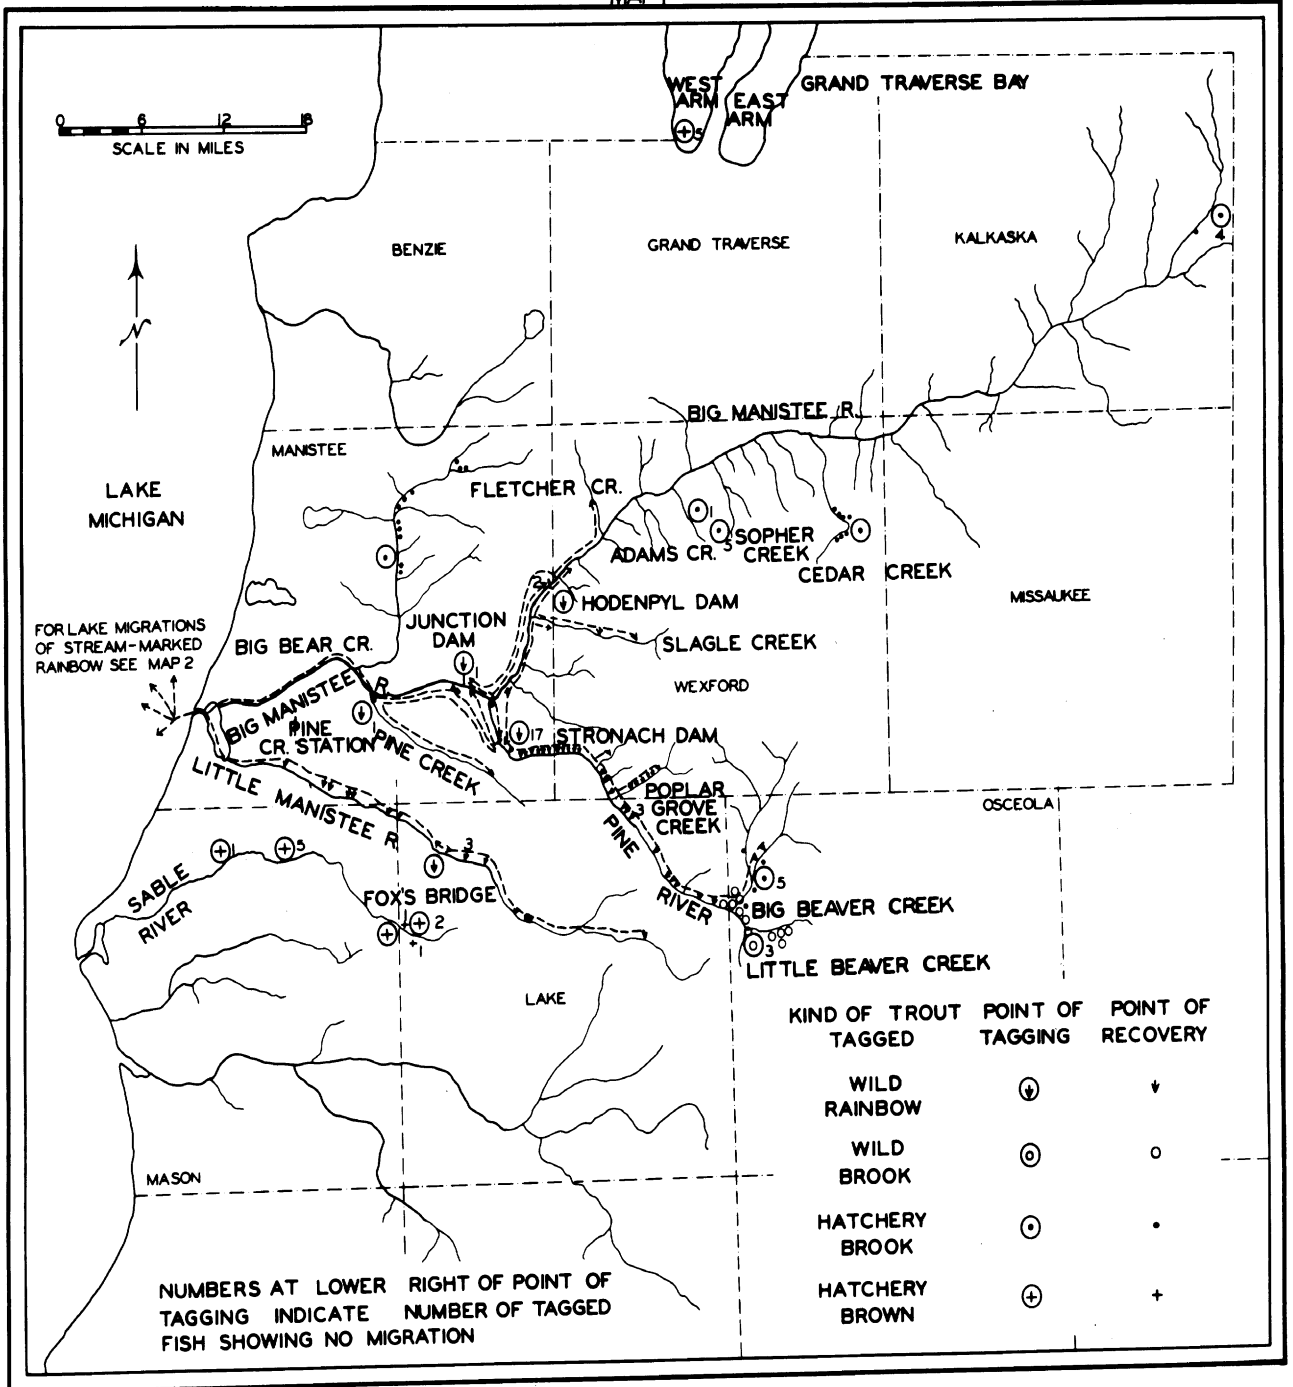 WEST
ARM
EAST
ARM
GRAND TRAVERSE BAY
5
0 6 12 18
SCALE IN MILES
BENZIE
GRAND TRAVERSE
KALKASKA
4
N
BIG MANISTEE R.
MANISTEE
LAKE
MICHIGAN
FLETCHER CR.
1
5
ADAMS CR.
SOPHER
CREEK
CEDAR CREEK
2
HODENPYL DAM
MISSAUKEE
JUNCTION
DAM
FOR LAKE MIGRATIONS
OF STREAM-MARKED
RAINBOW SEE MAP 2
BIG BEAR CR.
SLAGLE CREEK
1
WEXFORD
BIG MANISTEE R.
PINE
CR. STATION
1
PINE CREEK
17
STRONACH DAM
LITTLE MANISTEE R.
POPLAR
GROVE
CREEK
3
OSCEOLA
PINE
RIVER
1
5
3
SABLE
RIVER
FOX'S BRIDGE
2
1
5
BIG BEAVER CREEK
3
LITTLE BEAVER CREEK
LAKE
KIND OF TROUT
TAGGED
POINT OF
TAGGING
POINT OF
RECOVERY
WILD
RAINBOW
WILD
BROOK
HATCHERY
BROOK
HATCHERY
BROWN
MASON
NUMBERS AT LOWER RIGHT OF POINT OF
TAGGING INDICATE NUMBER OF TAGGED
FISH SHOWING NO MIGRATION